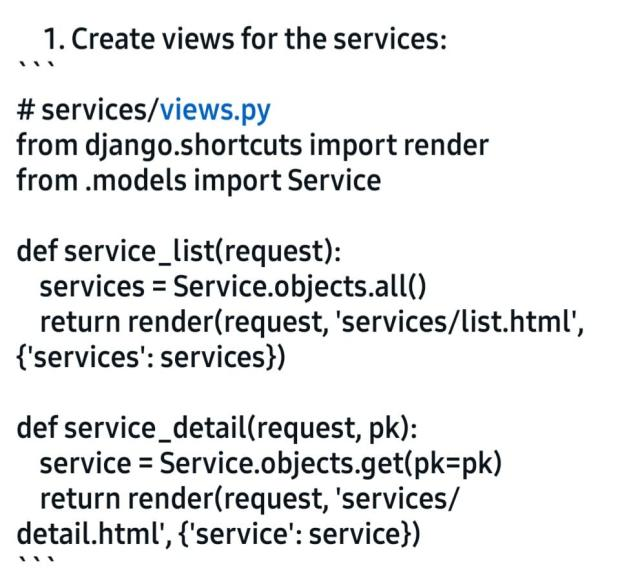 1. Create views for the services:
```
# services/views.py
from django.shortcuts import render
from .models import Service
def service_list(request):
services = Service.objects.all()
return render(request, 'services/list.html',
{'services': services})
def service_detail(request, pk):
service = Service.objects.get(pk=pk)
return render(request, 'services/
detail.html', {'service': service})
```